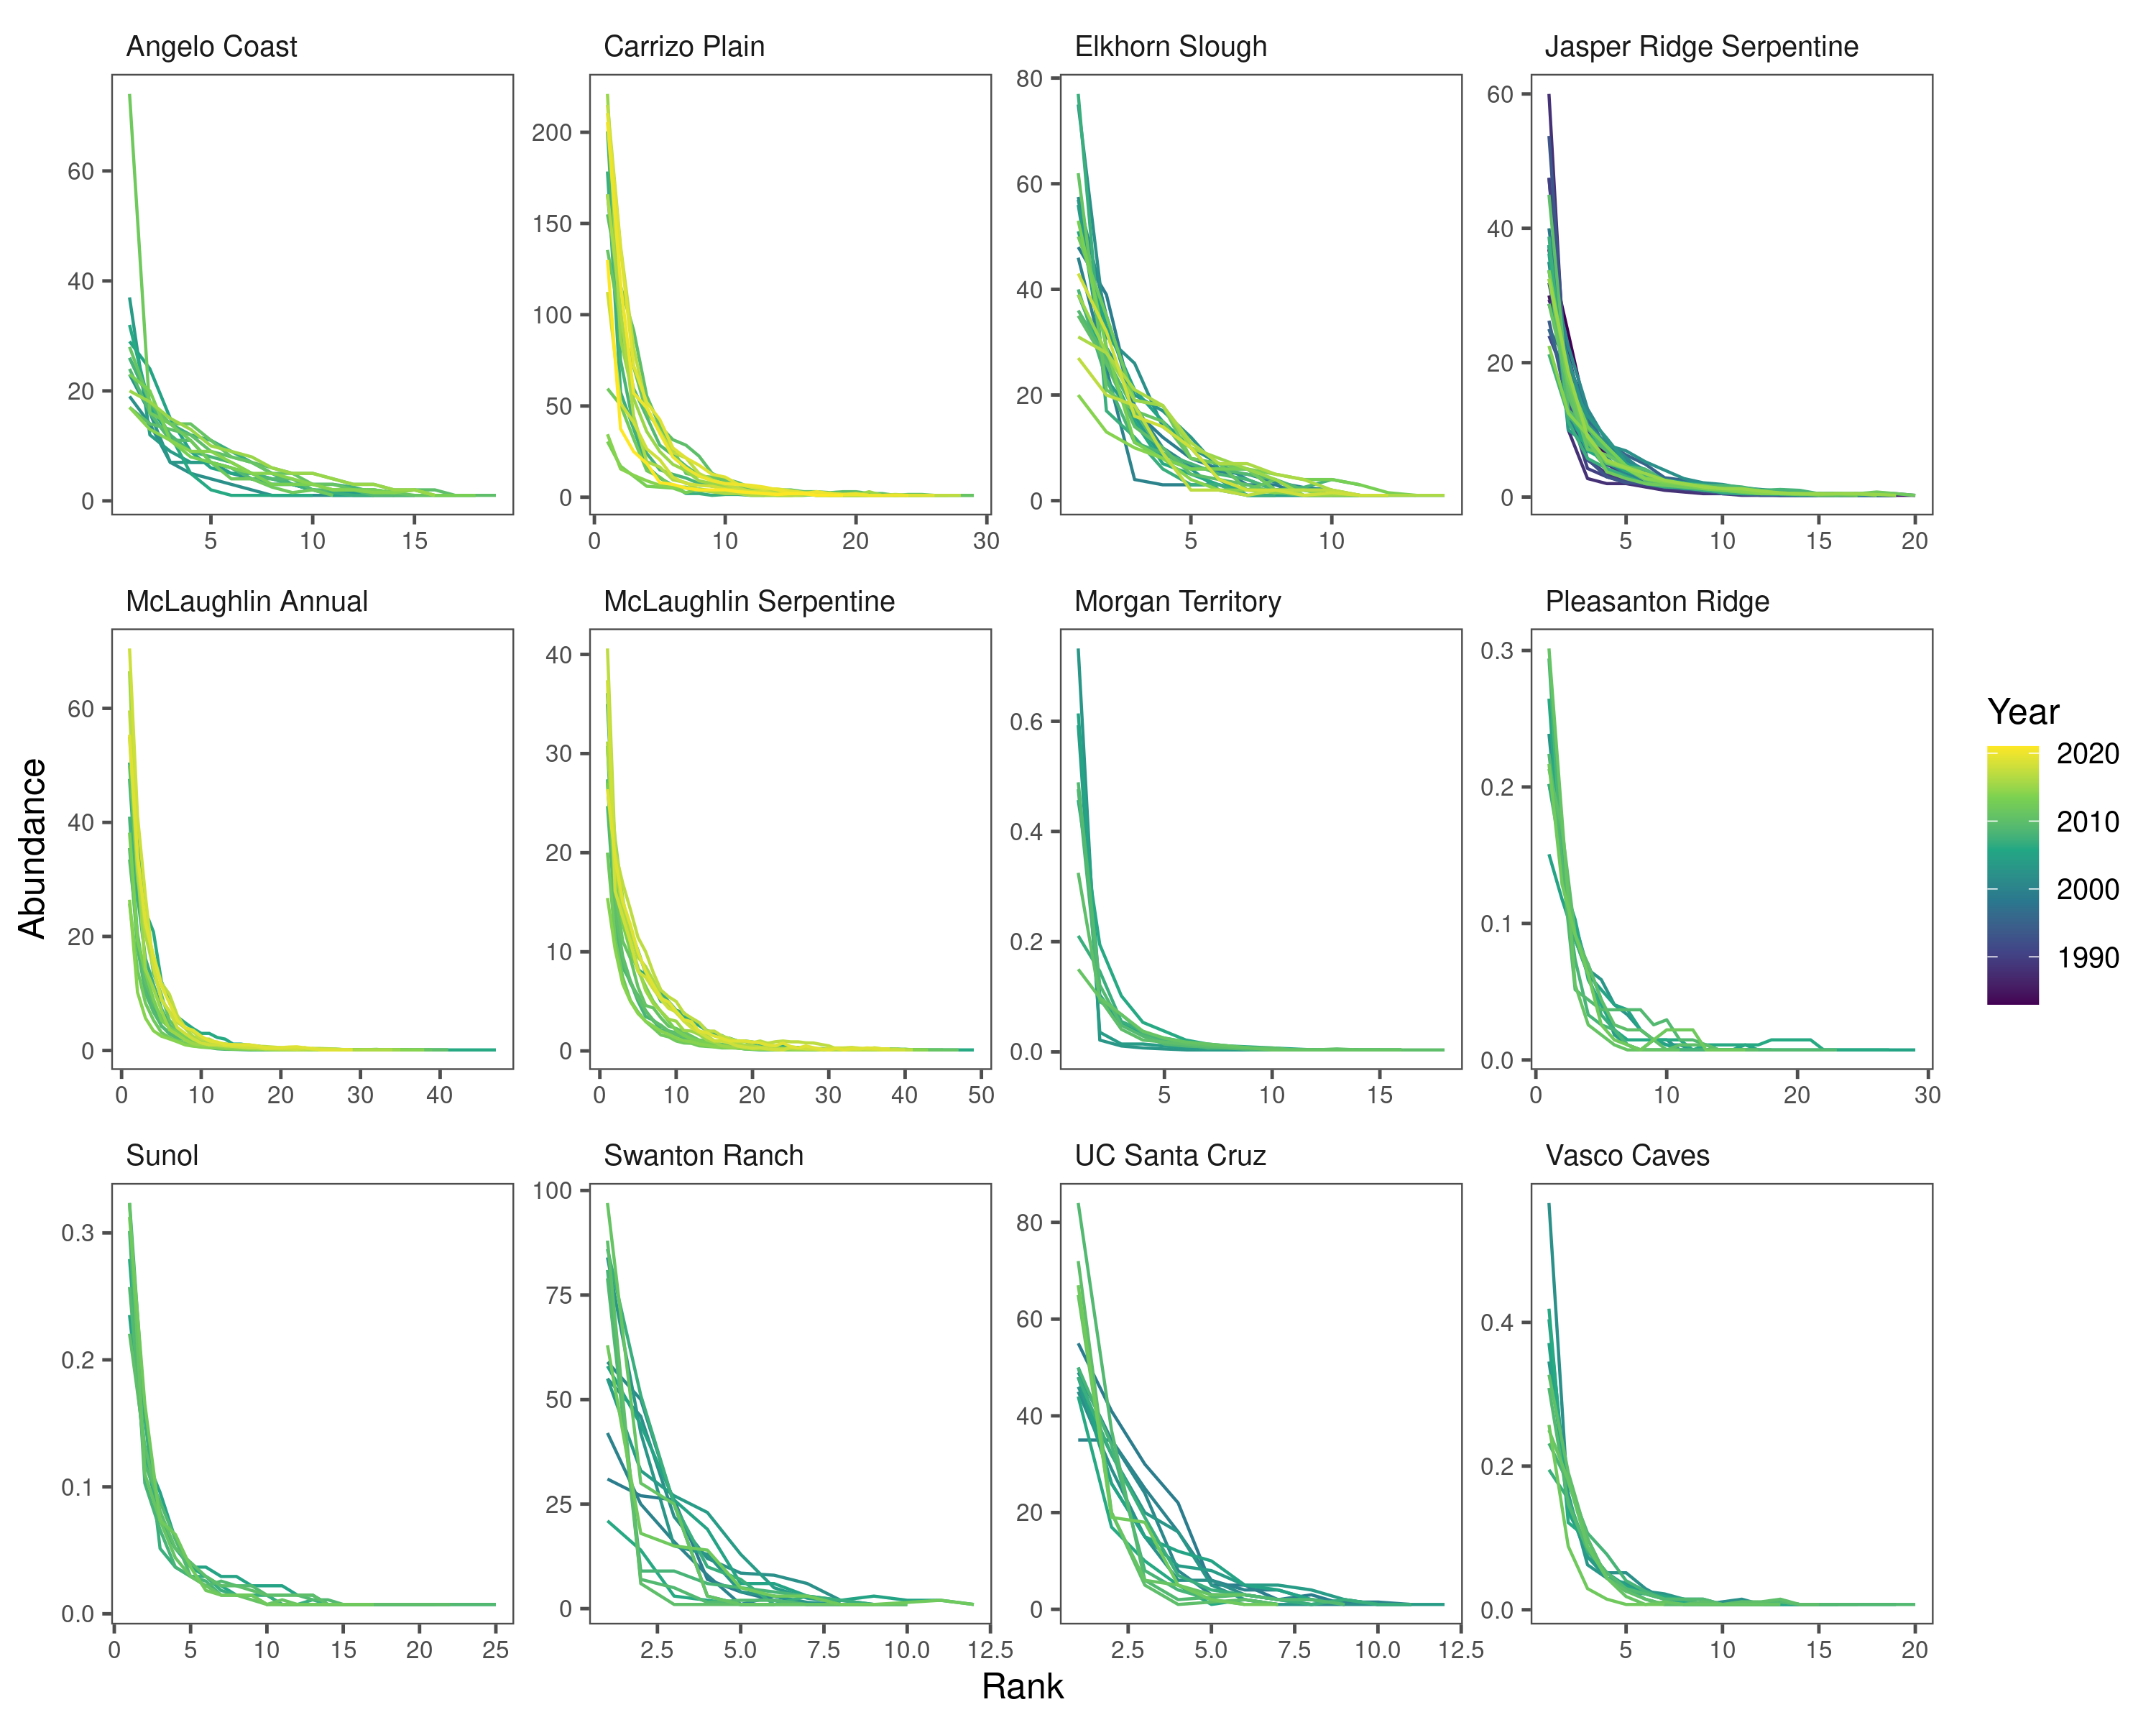 Angelo Coast
Carrizo Plain
Elkhorn Slough
Jasper Ridge Serpentine
60
40
20
0
5 10 15
200
150
100
50
0
0 10 20 30
80
60
40
20
0
5 10
60
40
20
0
5 10 15 20
McLaughlin Annual
McLaughlin Serpentine
Morgan Territory
Pleasanton Ridge
60
40
20
0
0 10 20 30 40
40
30
20
10
0
0 10 20 30 40 50
0.6
0.4
0.2
0.0
5 10 15
0.3
0.2
0.1
0.0
0 10 20 30
Sunol
Swanton Ranch
UC Santa Cruz
Vasco Caves
0.3
0.2
0.1
0.0
0 5 10 15 20 25
100
75
50
25
0
2.5 5.0 7.5 10.0 12.5
80
60
40
20
0
2.5 5.0 7.5 10.0 12.5
0.4
0.2
0.0
5 10 15 20
Abundance
Rank
Year
2020
2010
2000
1990